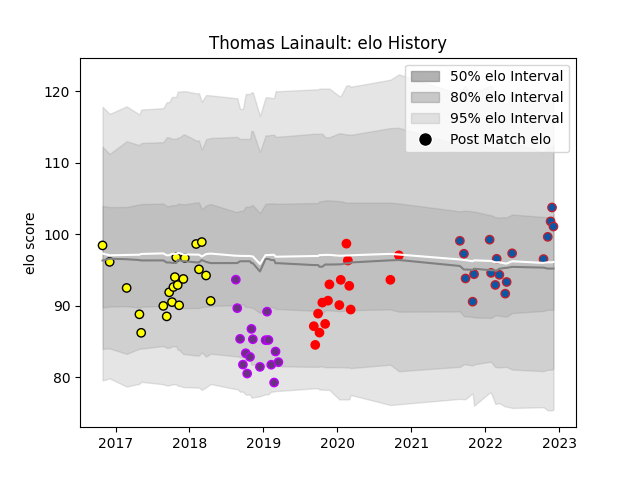 Thomas Lainault: elo History
50% elo Interval
80% elo Interval
95% elo Interval
Post Match elo
elo score
120
110
100
90
80
2017 2018 2019 2020 2021 2022 2023